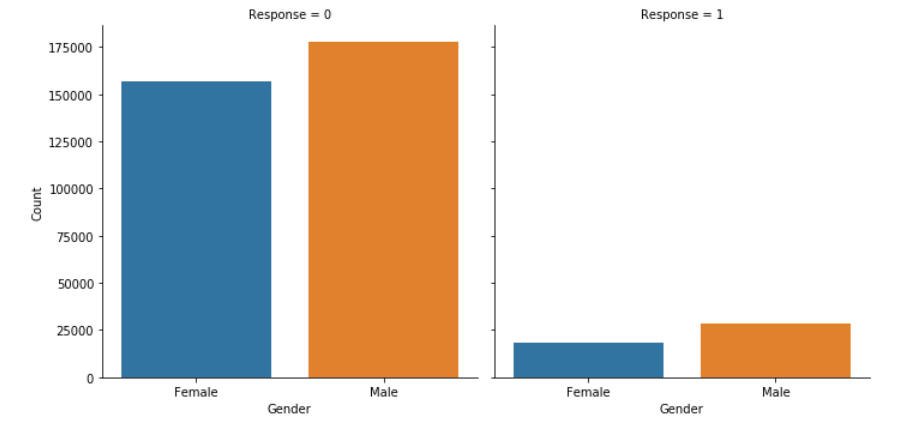 Response = 0
Response = 1
175000
150000
125000
100000
75000
50000
25000
0
Count
Female
Male
Female
Male
Gender
Gender